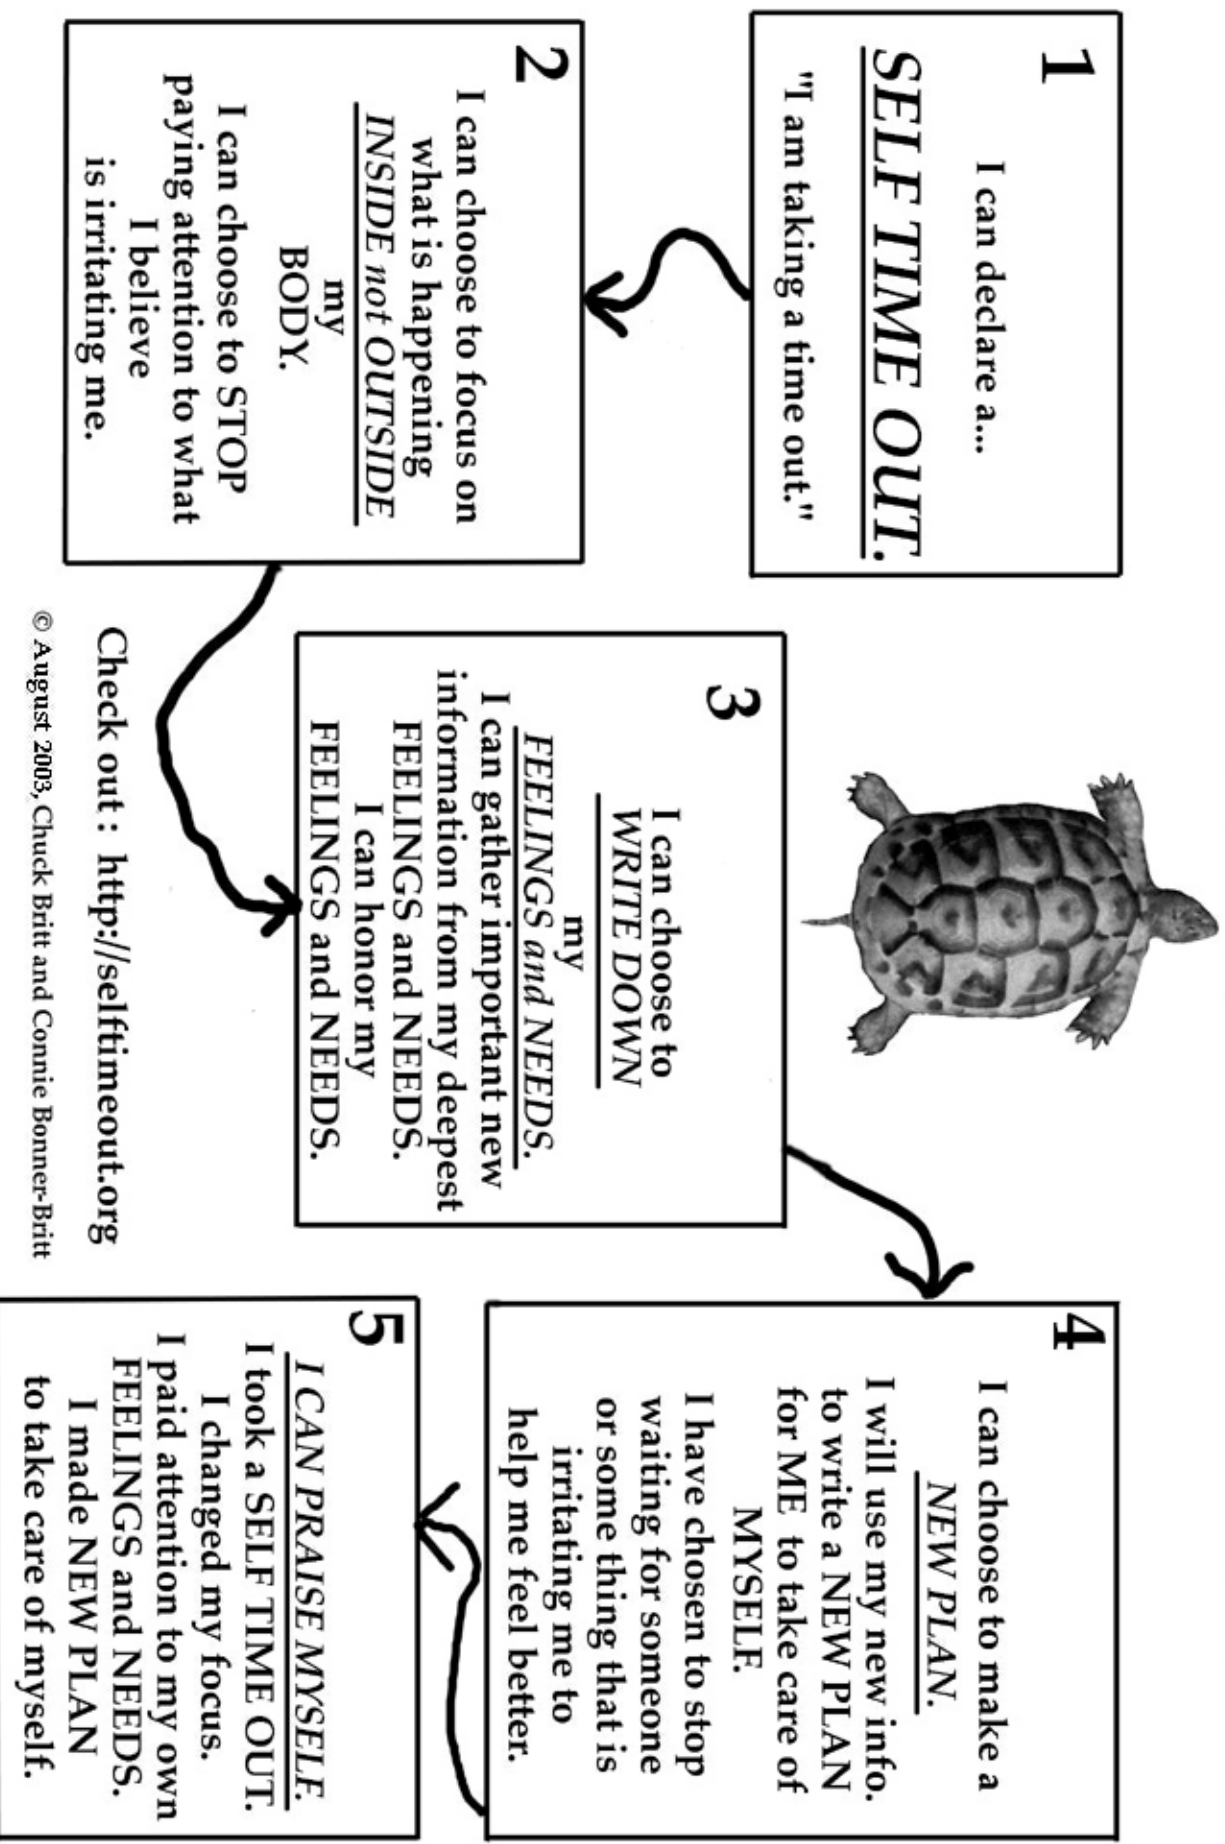 1
I can declare a...
SELF TIME OUT.
"I am taking a time out."
2
I can choose to focus on
what is happening
INSIDE not OUTSIDE
my
BODY.
I can choose to STOP
paying attention to what
I believe
is irritating me.
3
I can choose to
WRITE DOWN
my
FEELINGS and NEEDS.
I can gather important new
information from my deepest
FEELINGS and NEEDS.
I can honor my
FEELINGS and NEEDS.
4
I can choose to make a
NEW PLAN.
I will use my new info.
to write a NEW PLAN
for ME to take care of
MYSELF.
I have chosen to stop
waiting for someone
or some thing that is
irritating me to
help me feel better.
5
I CAN PRAISE MYSELF.
I took a SELF TIME OUT.
I changed my focus.
I paid attention to my own
FEELINGS and NEEDS.
I made NEW PLAN
to take care of myself.
Check out : http://selftimeout.org
© August 2003, Chuck Britt and Connie Bonner-Britt